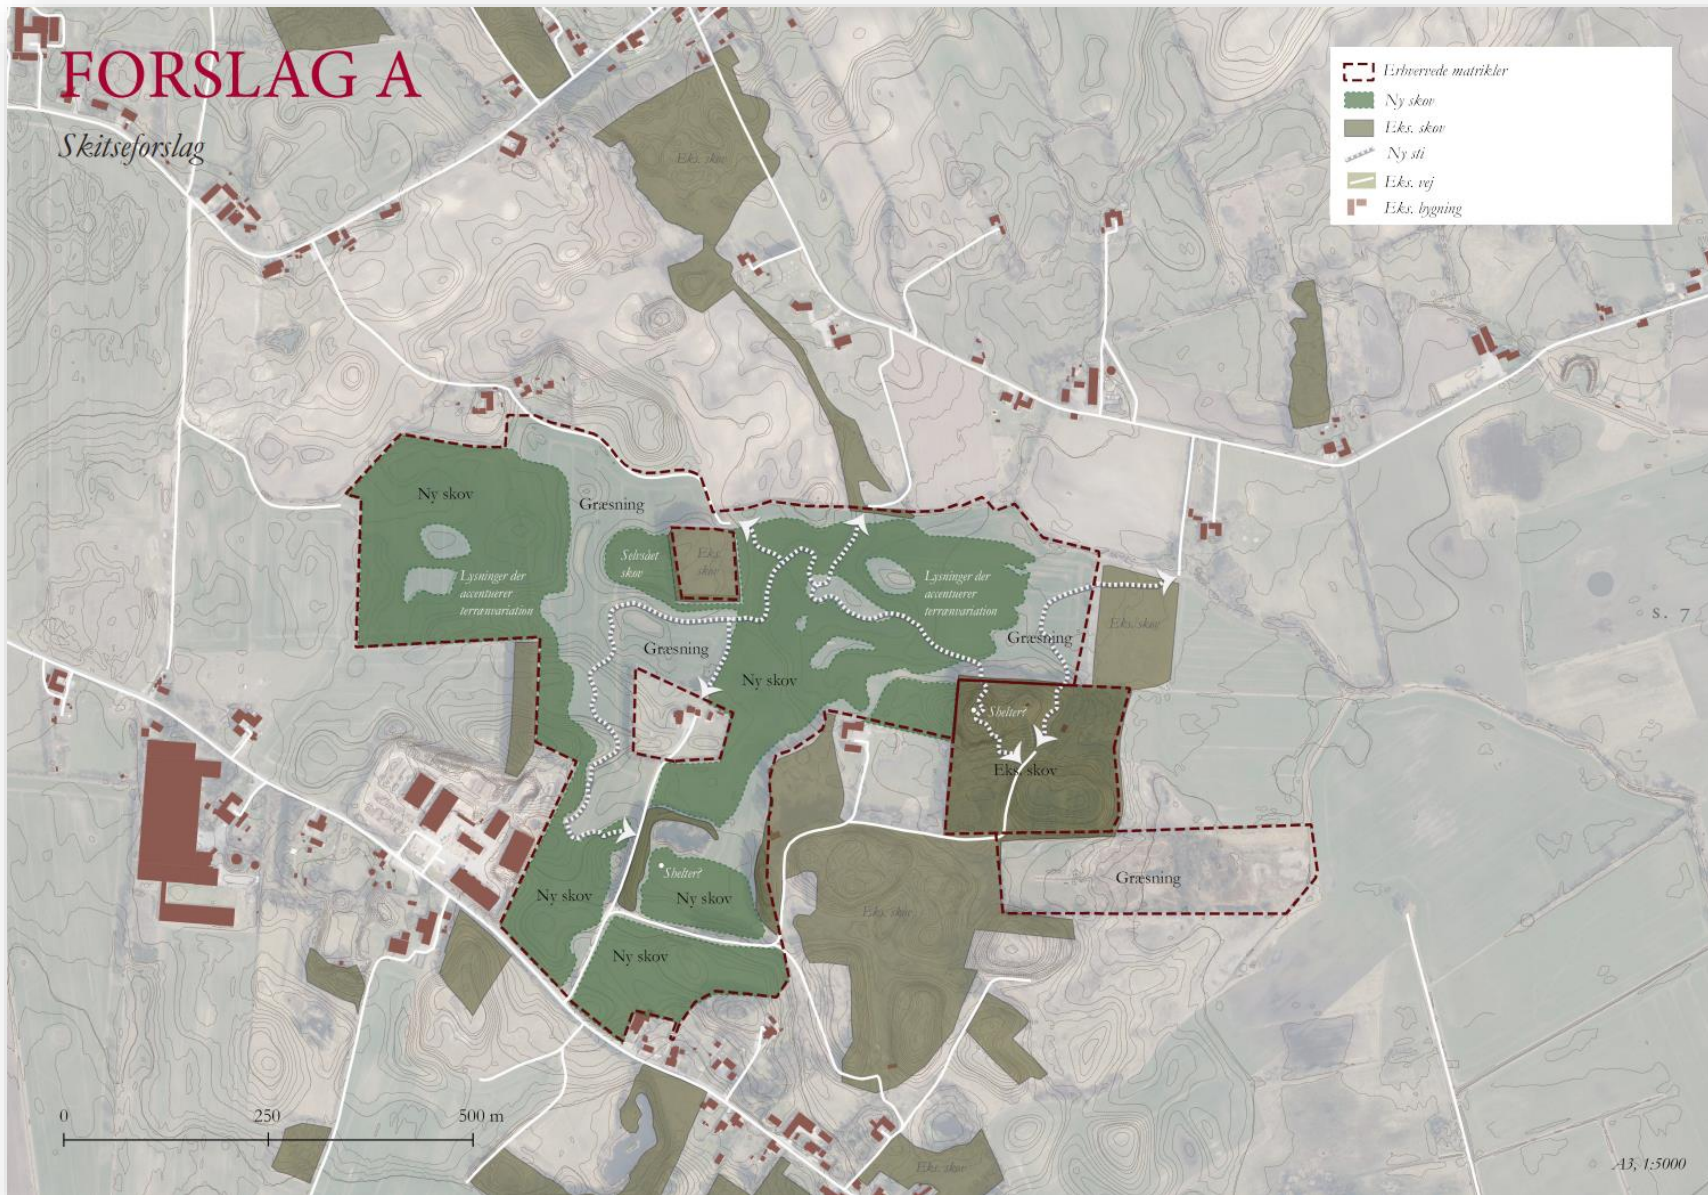 FORSLAG A
Skitseforslag
Erhvervede matrikler
Ny skov
Eks. skov
Ny sti
Eks. vej
Eks. bygning
Eks. skov
Ny skov
Græsning
Selvsået
skov
Eks.
skov
Lysninger der
accentuerer
terrænvariation
Lysninger der
accentuerer
terrænvariation
s. 7
Eks. skov
Græsning
Græsning
Ny skov
Shelter?
Eks. skov
Shelter?
Græsning
Ny skov
Ny skov
Eks. skov
Ny skov
0
250
500 m
Eks. skov
A3, 1:5000